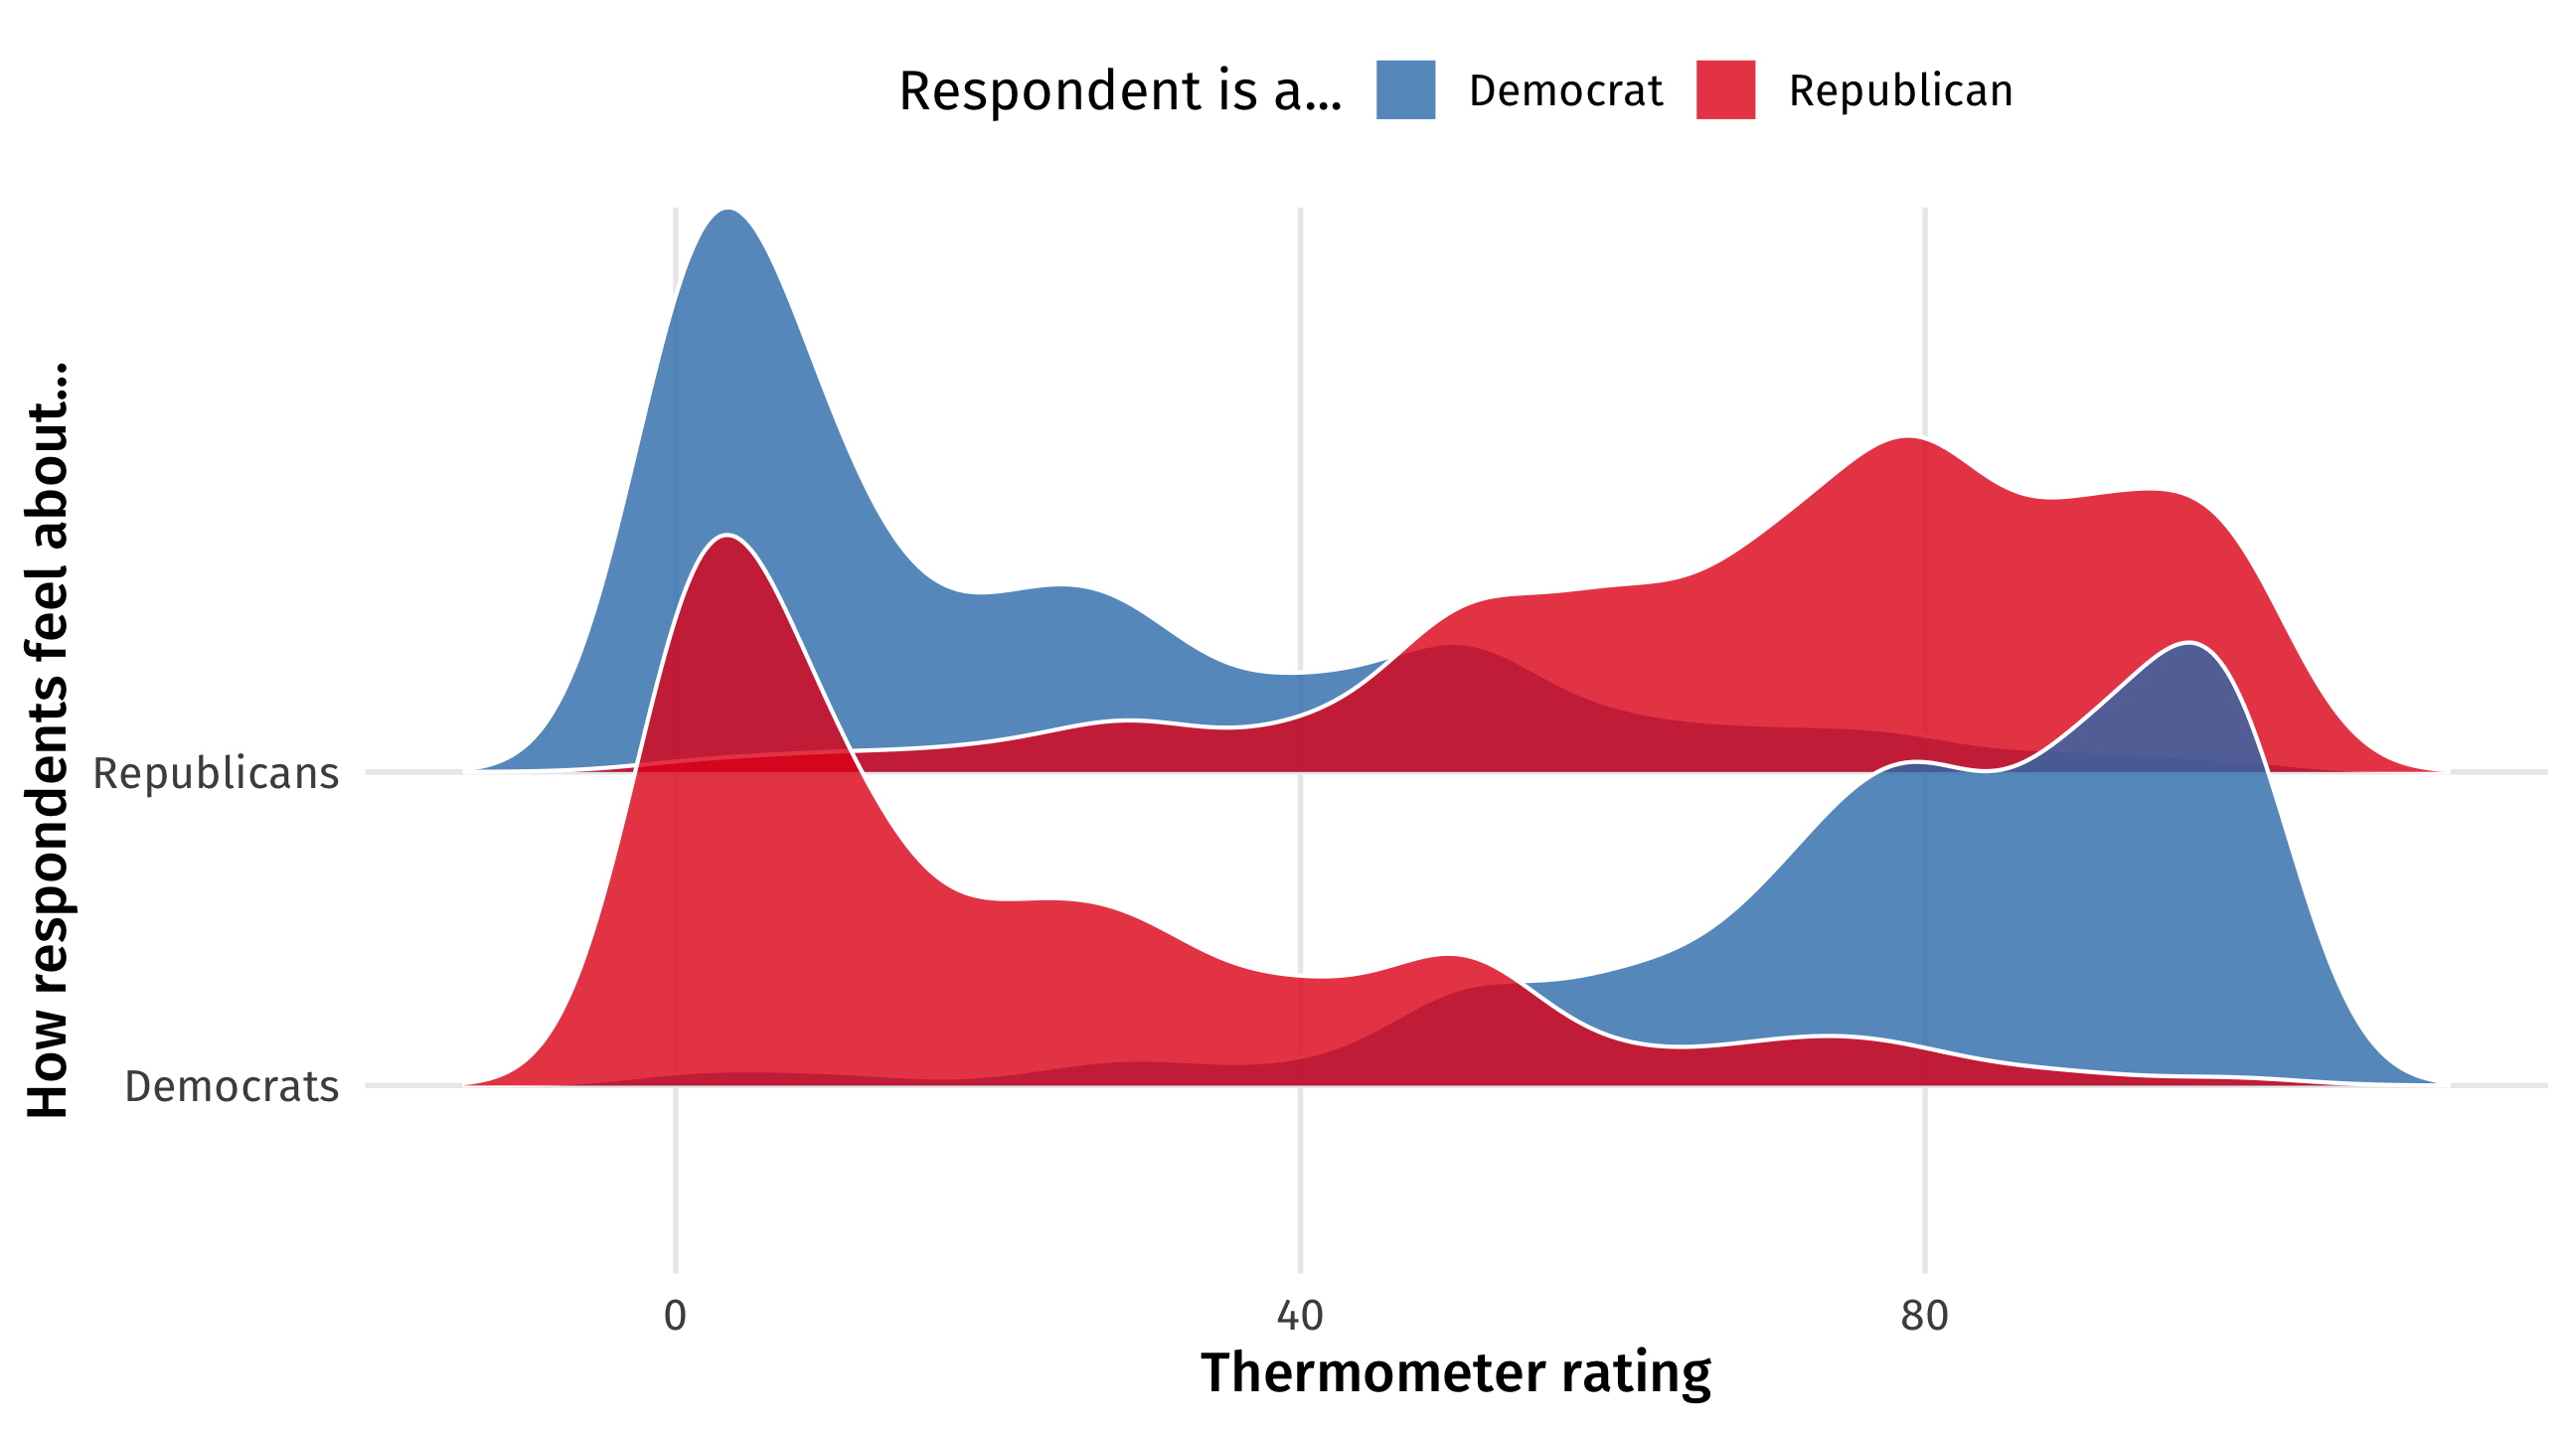 Respondent is a... Democrat Republican
How respondents feel about...
Republicans
Democrats
0 40 80
Thermometer rating